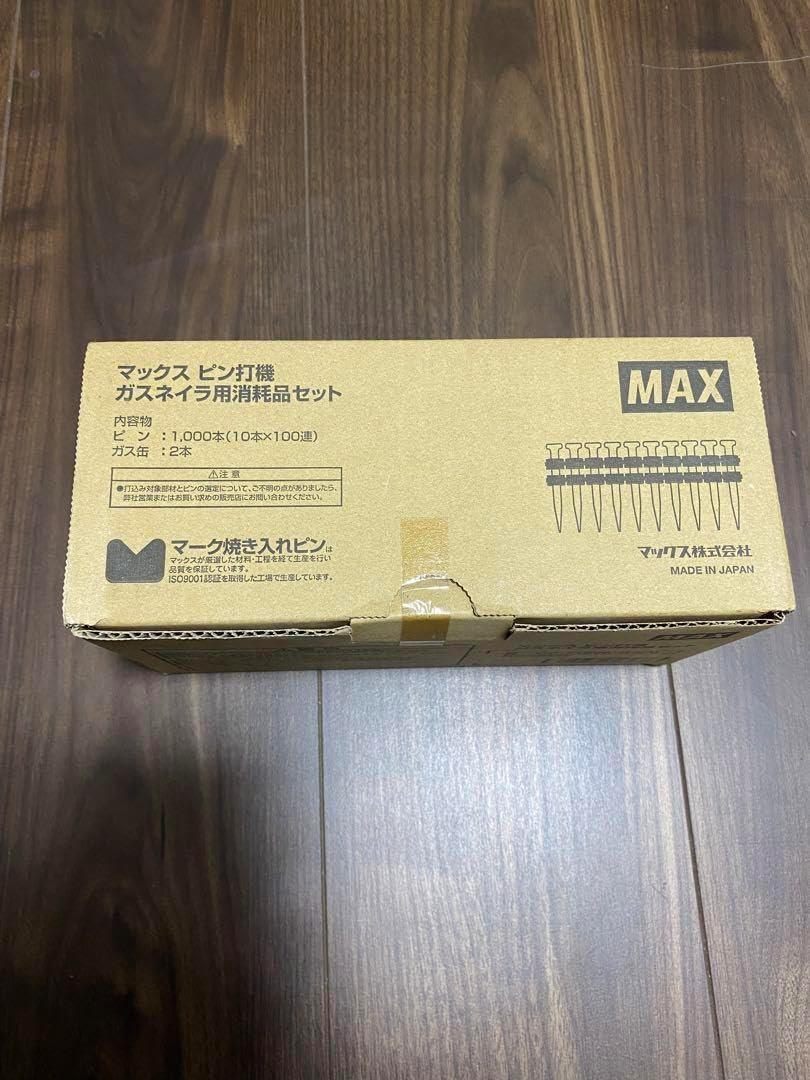 マックス ピン打機
ガスネイラ用消耗品セット
内容物
ピン :1,000本(10本×100連)
ガス缶:2本
⚠注意
●打込み対象部材とピンの選定について、ご不明の点がありましたら、
弊社営業またはお買い求めの販売店にお問い合わせください。
マーク焼き入れピンは
マックスが厳選した材料・工程を経て生産を行い
品質を保証しています。
ISO9001認証を取得した工場で生産しています。
MAX
マックス株式会社
MADE IN JAPAN
MAX